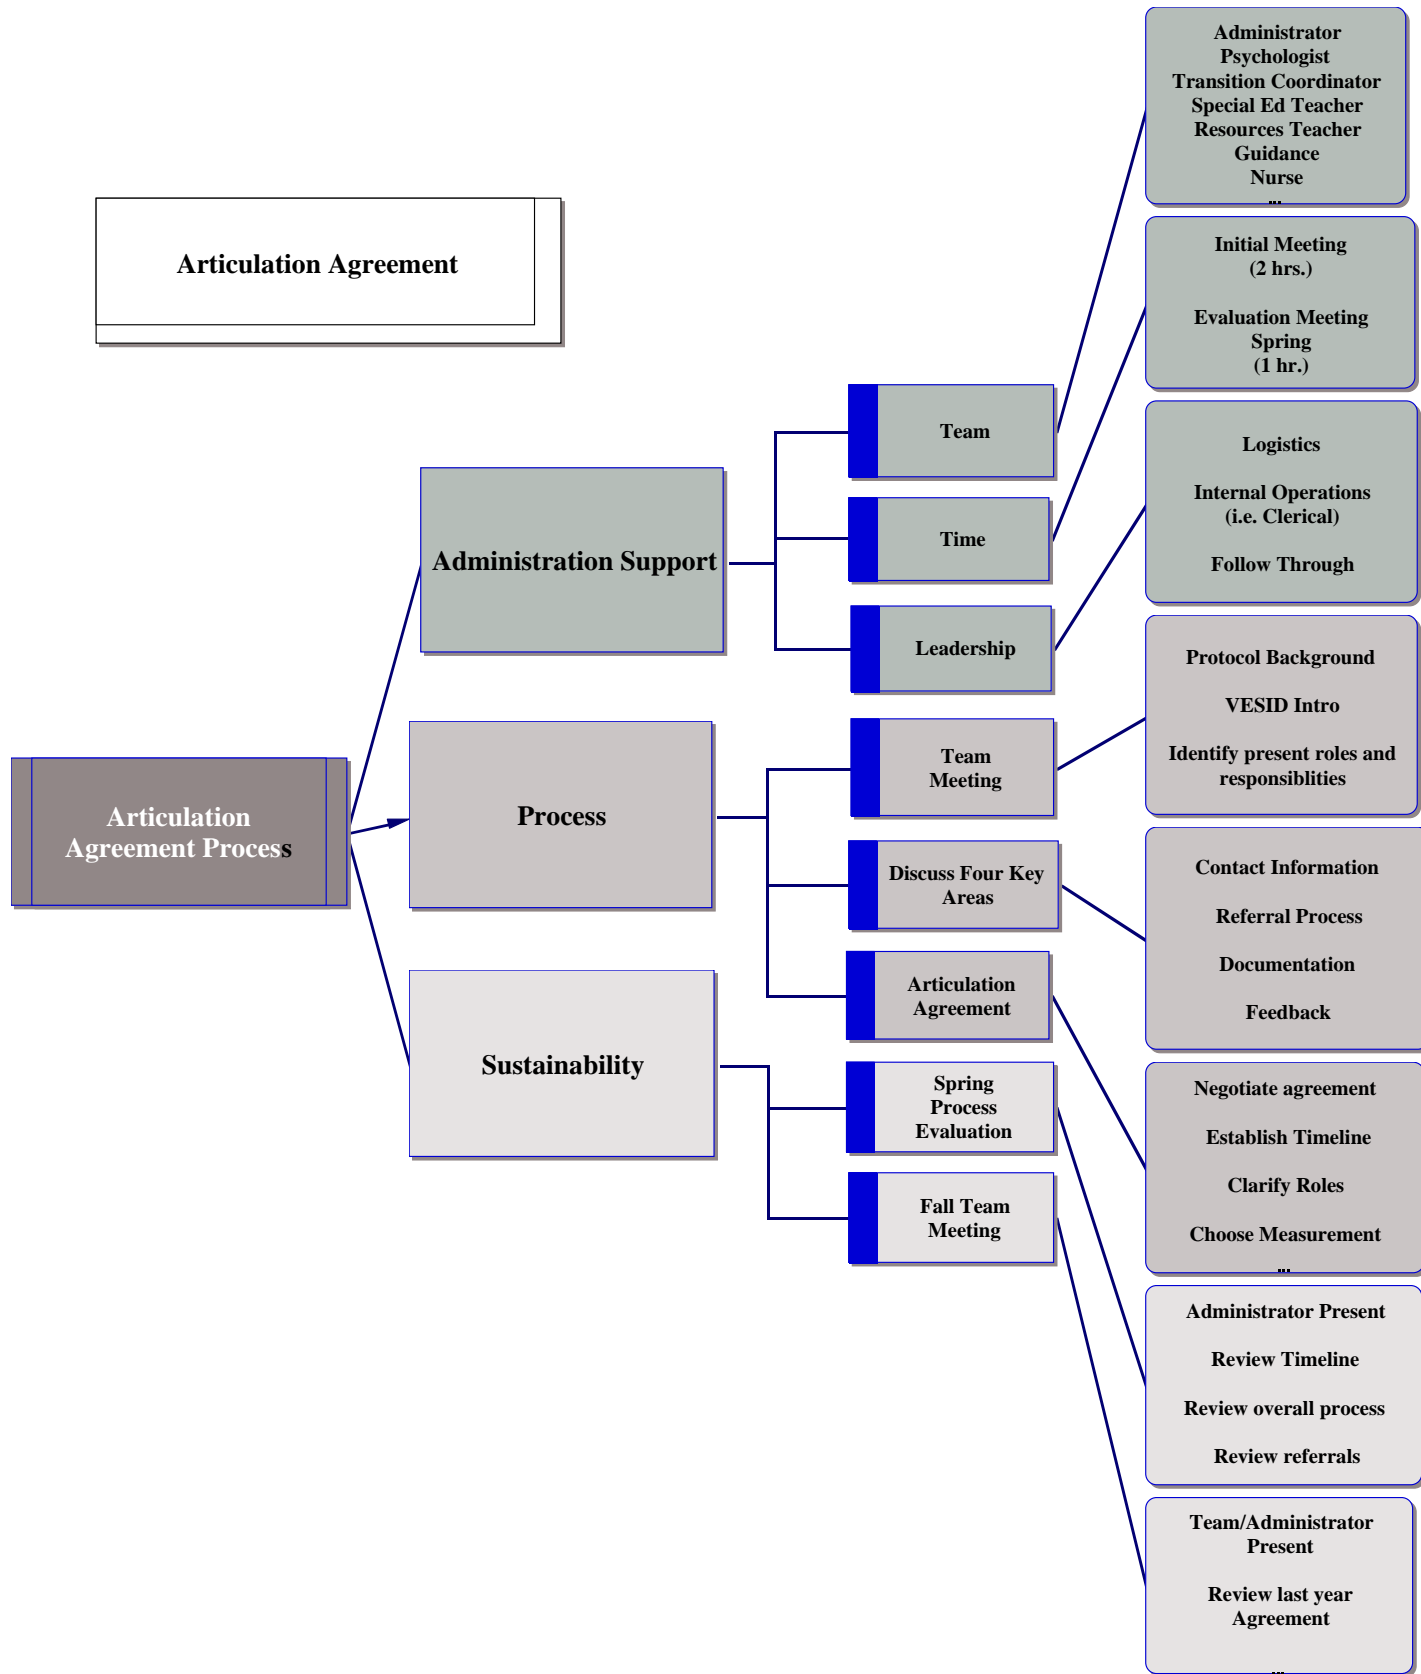 Articulation Agreement
Articulation
Agreement Process
Administration Support
Process
Sustainability
Team
Time
Leadership
Team
Meeting
Discuss Four Key
Areas
Articulation
Agreement
Spring
Process
Evaluation
Fall Team
Meeting
Administrator
Psychologist
Transition Coordinator
Special Ed Teacher
Resources Teacher
Guidance
Nurse
...
Initial Meeting
(2 hrs.)
Evaluation Meeting
Spring
(1 hr.)
Logistics
Internal Operations
(i.e. Clerical)
Follow Through
Protocol Background
VESID Intro
Identify present roles and
responsiblities
Contact Information
Referral Process
Documentation
Feedback
Negotiate agreement
Establish Timeline
Clarify Roles
Choose Measurement
...
Administrator Present
Review Timeline
Review overall process
Review referrals
Team/Administrator
Present
Review last year
Agreement
...